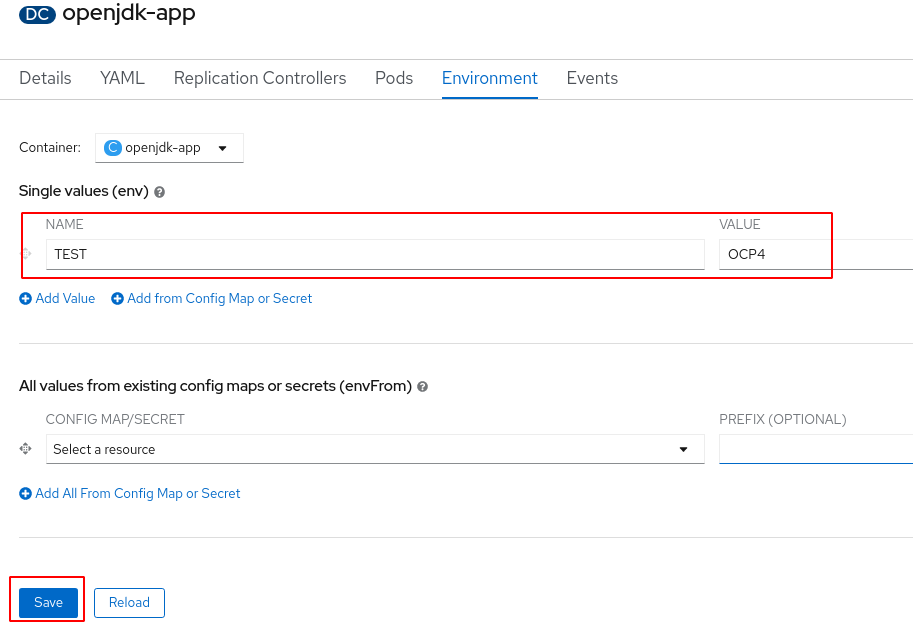 DC openjdk-app
Details YAML Replication Controllers Pods Environment Events
Container: C openjdk-app
Single values (env)
NAME VALUE
TEST OCP4
Add Value Add from Config Map or Secret
All values from existing config maps or secrets (envFrom)
CONFIG MAP/SECRET PREFIX (OPTIONAL)
Select a resource
Add All From Config Map or Secret
Save Reload